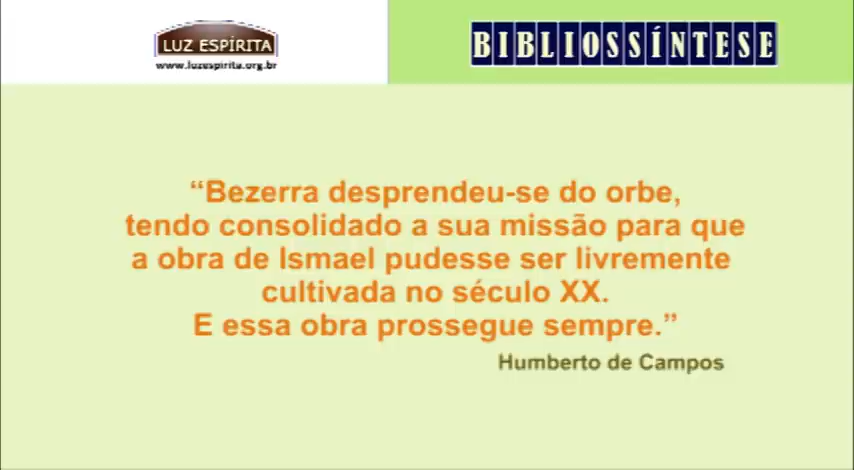 LUZ ESPÍRITA
www.luzespirita.org.br
BIBLIOSSÍNTESE
“Bezerra desprendeu-se do orbe,
tendo consolidado a sua missão para que
a obra de Ismael pudesse ser livremente
cultivada no século XX.
E essa obra prossegue sempre.”
Humberto de Campos